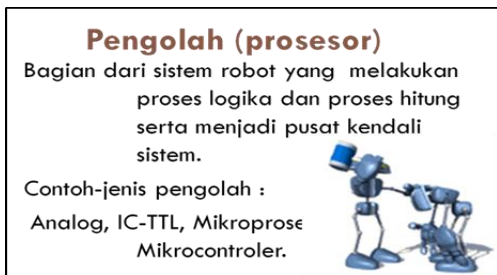 Pengolah (prosesor)
Bagian dari sistem robot yang melakukan
proses logika dan proses hitung
serta menjadi pusat kendali
sistem.
Contoh-jenis pengolah :
Analog, IC-TTL, Mikroprose
Mikrocontroler.